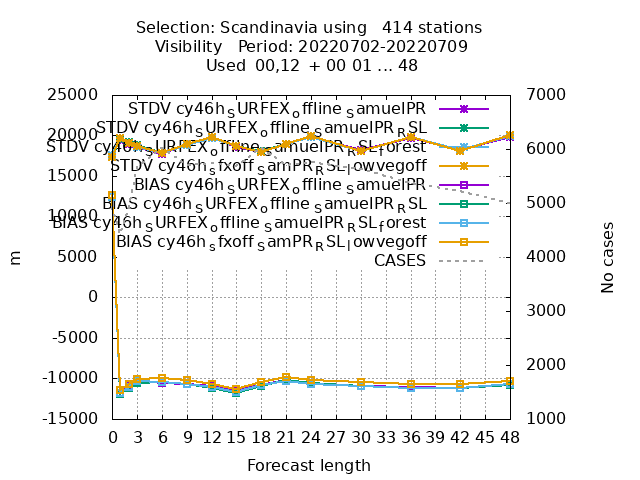 Selection: Scandinavia using   414 stations
Visibility   Period: 20220702-20220709
Used  00,12  + 00 01 ... 48
25000
20000
15000
10000
5000
0
-5000
-10000
-15000
m
7000
6000
5000
4000
3000
2000
1000
No cases
STDV cy46h_SURFEX_offline_samuelPR
STDV cy46h_SURFEX_offline_samuelPR_RSL
STDV cy46h_SURFEX_offline_samuelPR_RSL_forest
STDV cy46h_sfxoff_samPR_RSL_lowvegoff
BIAS cy46h_SURFEX_offline_samuelPR
BIAS cy46h_SURFEX_offline_samuelPR_RSL
BIAS cy46h_SURFEX_offline_samuelPR_RSL_forest
BIAS cy46h_sfxoff_samPR_RSL_lowvegoff
CASES
0 3 6 9 12 15 18 21 24 27 30 33 36 39 42 45 48
Forecast length